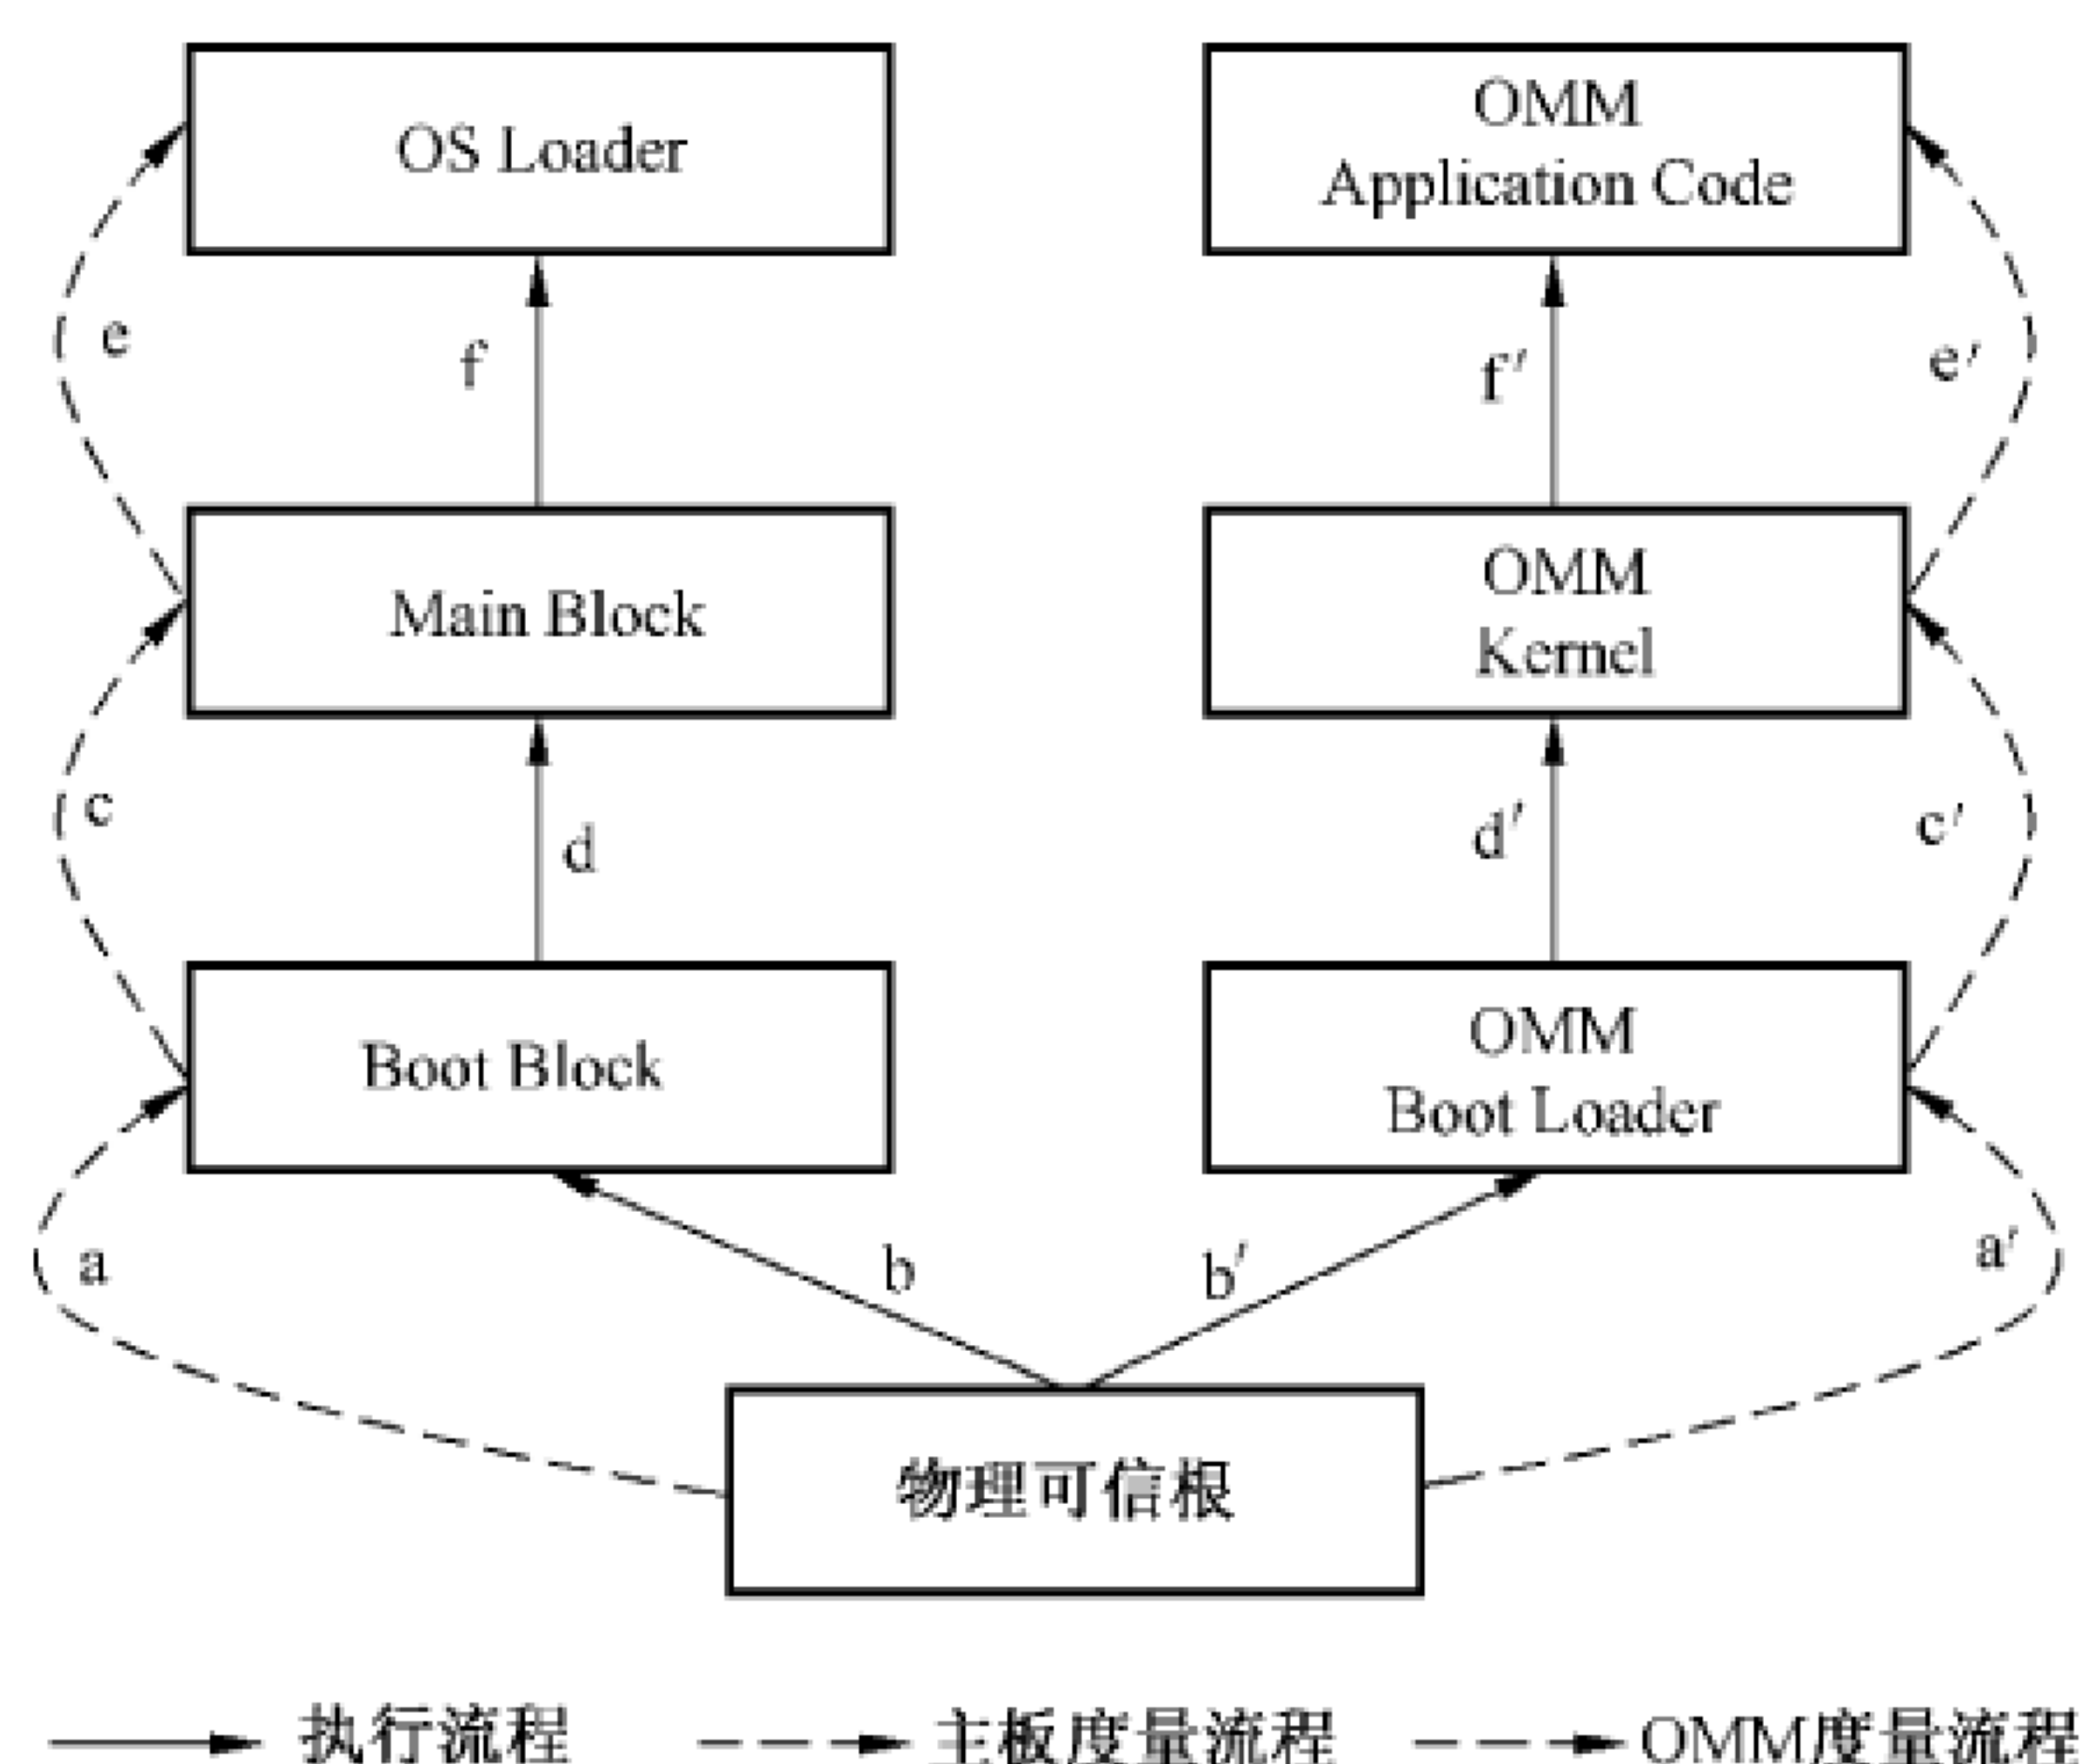 OS Loader
OMM
Application Code
e
f
f′
e′
Main Block
OMM
Kernel
c
d
d′
c′
Boot Block
OMM
Boot Loader
a
b
b′
a′
物理可信根
执行流程
主板度量流程
OMM度量流程